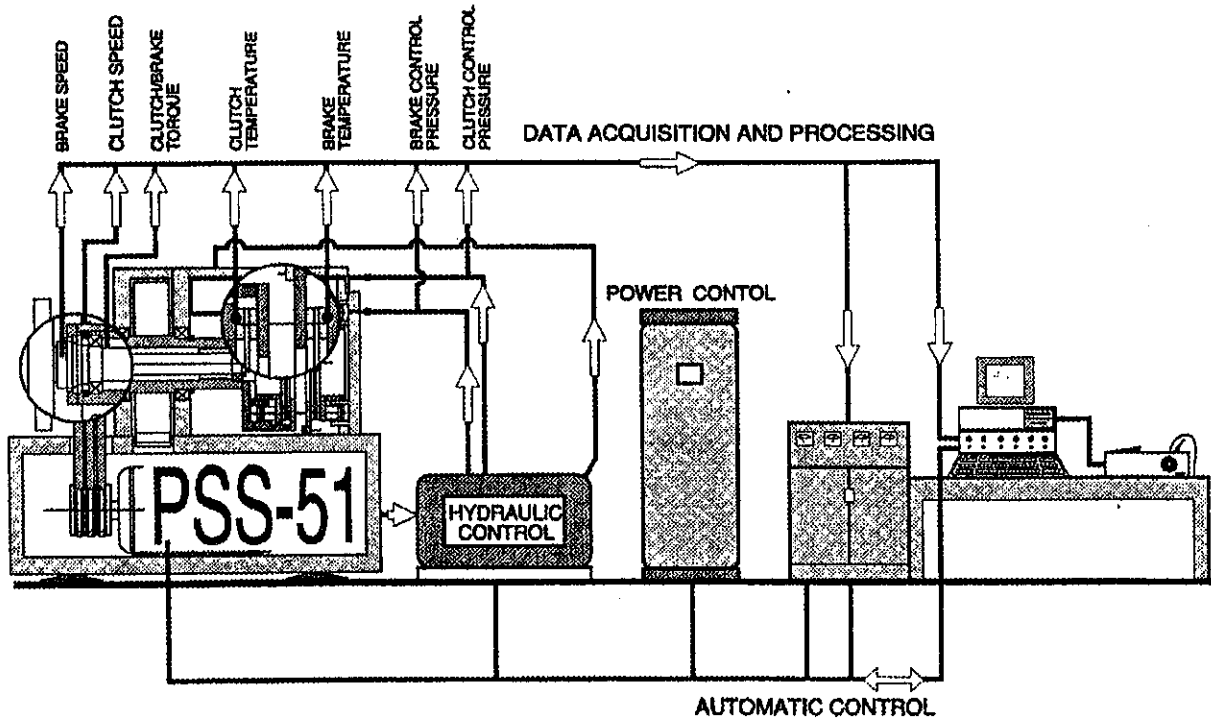 BRAKE SPEED
CLUTCH SPEED
CLUTCH/BRAKE
TORQUE
CLUTCH
TEMPERATURE
BRAKE
TEMPERATURE
BRAKE CONTROL
PRESSURE
CLUTCH CONTROL
PRESSURE
DATA ACQUISITION AND PROCESSING
POWER CONTOL
PSS-51
HYDRAULIC
CONTROL
AUTOMATIC CONTROL